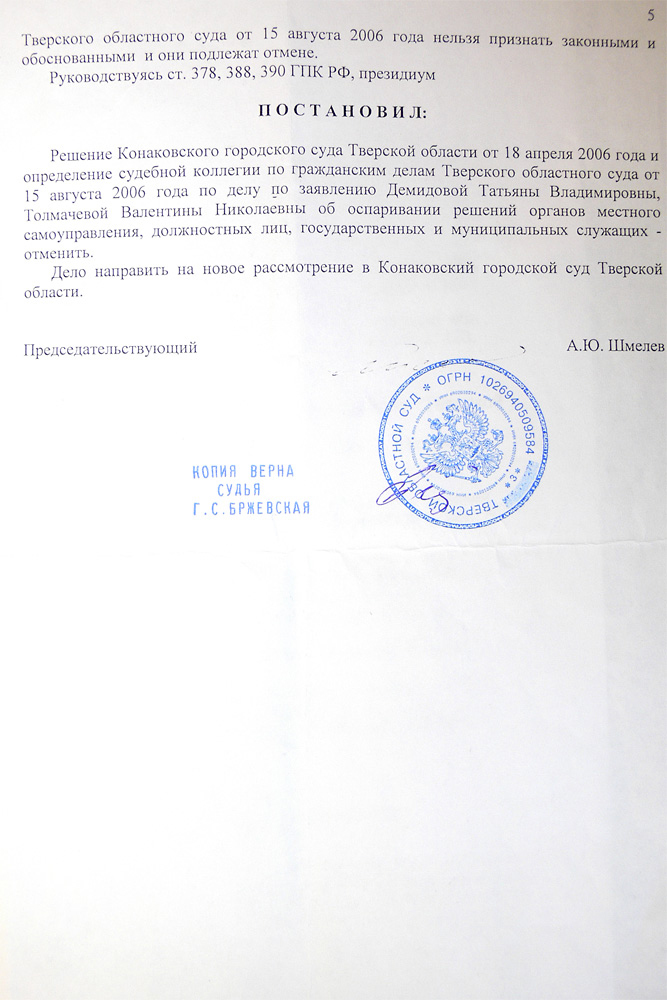 5
Тверского областного суда от 15 августа 2006 года нельзя признать законными и
обоснованными и они подлежат отмене.
Руководствуясь ст. 378, 388, 390 ГПК РФ, президиум
П О С Т А Н О В И Л:
Решение Конаковского городского суда Тверской области от 18 апреля 2006 года и
определение судебной коллегии по гражданским делам Тверского областного суда от
15 августа 2006 года по делу по заявлению Демидовой Татьяны Владимировны,
Толмачевой Валентины Николаевны об оспаривании решений органов местного
самоуправления, должностных лиц, государственных и муниципальных служащих -
отменить.
Дело направить на новое рассмотрение в Конаковский городской суд Тверской
области.
Председательствующий А.Ю. Шмелев
ОБЛАСТНОЙ СУД * ОГРН 1026940509584
* 3 *
ТВЕРСКОЙ
КОПИЯ ВЕРНА
СУДЬЯ
Г.С.БРЖЕВСКАЯ